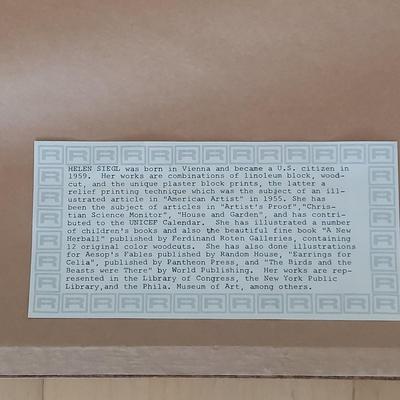 HELEN SIEGL was born in Vienna and became a U.S. citizen in
1959. Her works are combinations of linoleum block, wood-
cut, and the unique plaster block prints, the latter a
relief printing technique which was the subject of an ill-
ustrated article in "American Artist" in 1955. She has
been the subject of articles in "Artist's Proof","Chris-
tian Science Monitor", "House and Garden", and has contri-
buted to the UNICEF Calendar. She has illustrated a number
of children's books and also the beautiful fine book "A New
Herball" published by Ferdinand Roten Galleries, containing
12 original color woodcuts. She has also done illustrations
for Aesop's Fables published by Random House, "Earrings for
Celia", published by Pantheon Press, and "The Birds and the
Beasts were There" by World Publishing. Her works are rep-
resented in the Library of Congress, the New York Public
Library,and the Phila. Museum of Art, among others.